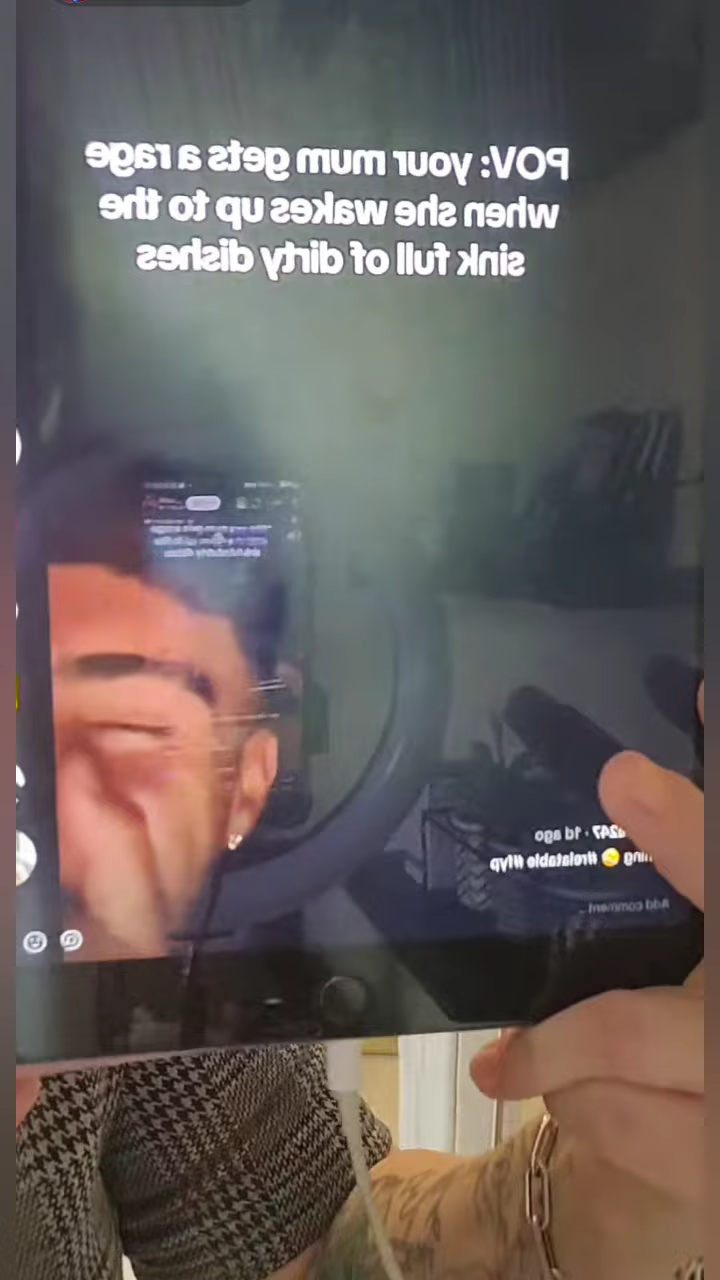 POV: your mum gets a rage
when she wakes up to the
sink full of dirty dishes
1d ago
#relatable #fyp
Add comment...